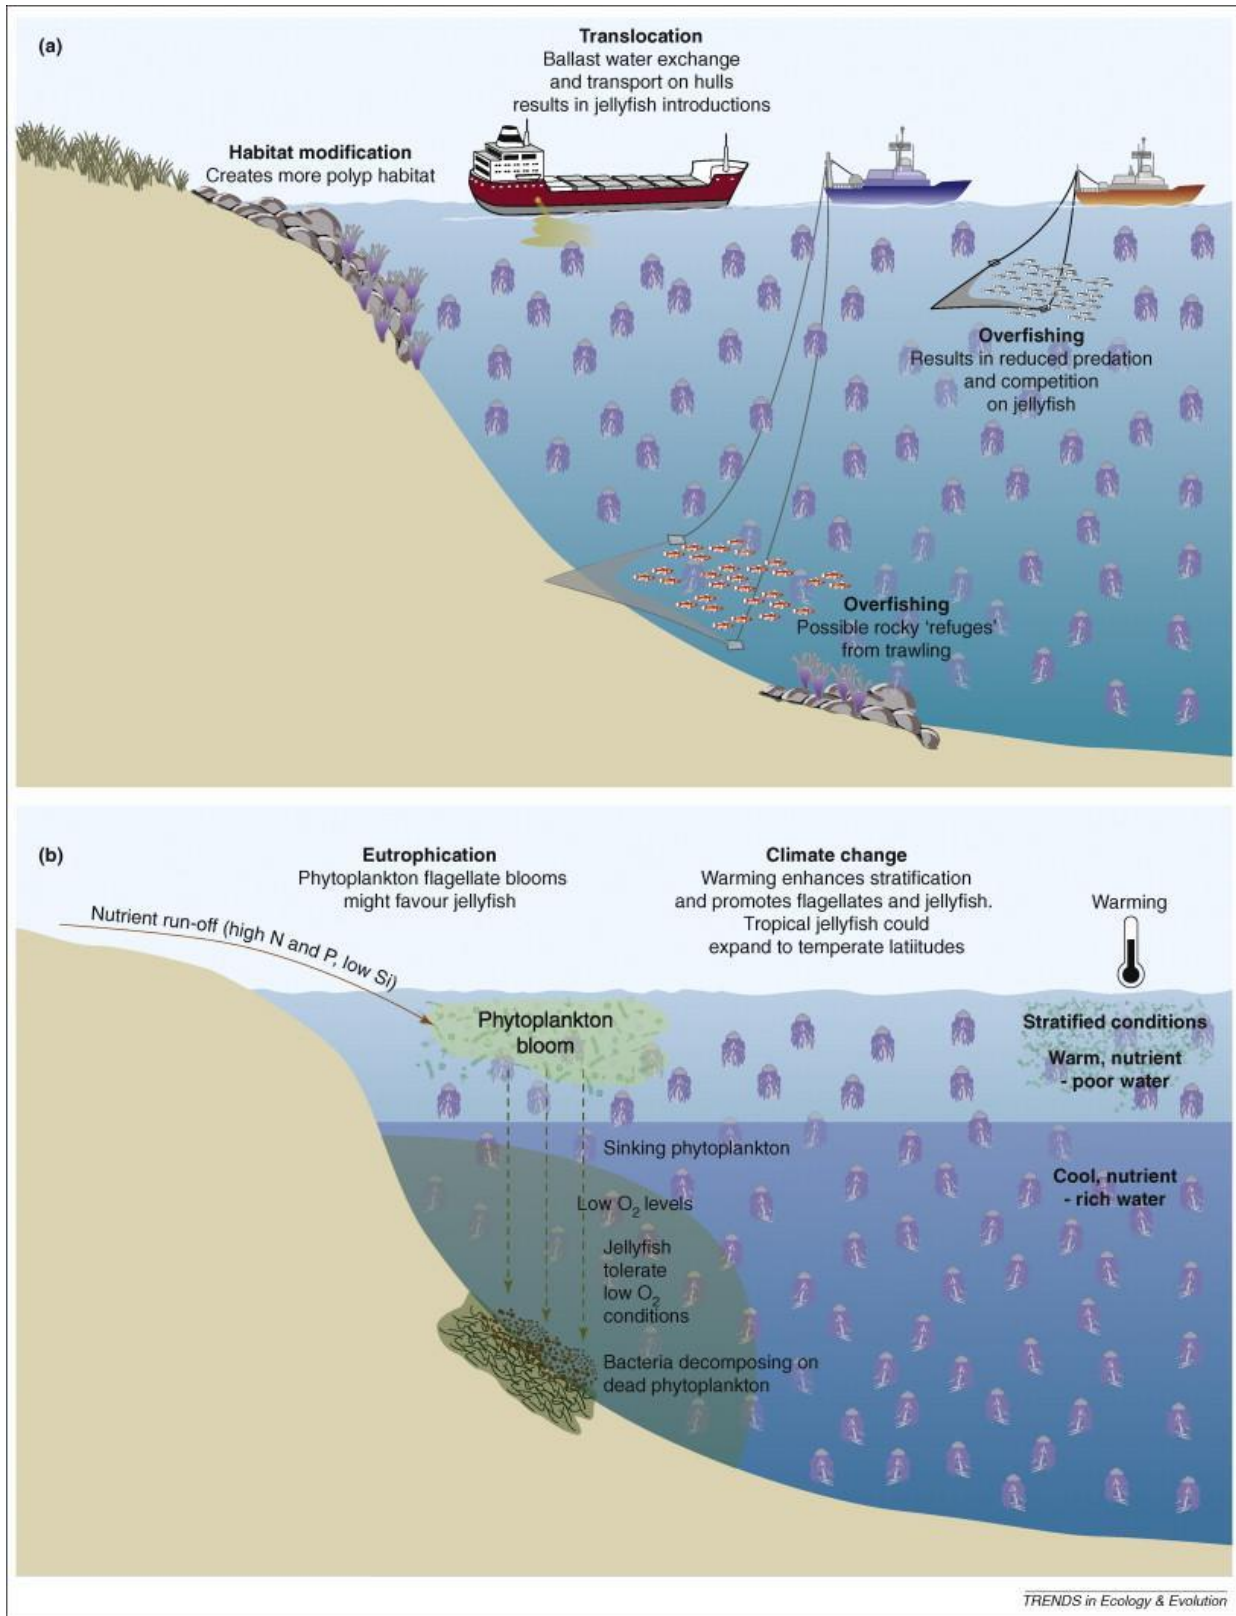 (a)
Translocation
Ballast water exchange
and transport on hulls
results in jellyfish introductions
Habitat modification
Creates more polyp habitat
Overfishing
Results in reduced predation
and competition
on jellyfish
Overfishing
Possible rocky ‘refuges’
from trawling
(b)
Eutrophication
Phytoplankton flagellate blooms
might favour jellyfish
Climate change
Warming enhances stratification
and promotes flagellates and jellyfish.
Tropical jellyfish could
expand to temperate latiitudes
Warming
Nutrient run-off (high N and P, low Si)
Phytoplankton
bloom
Stratified conditions
Warm, nutrient
- poor water
Sinking phytoplankton
Cool, nutrient
- rich water
Low O2 levels
Jellyfish
tolerate
low O2
conditions
Bacteria decomposing on
dead phytoplankton
TRENDS in Ecology & Evolution